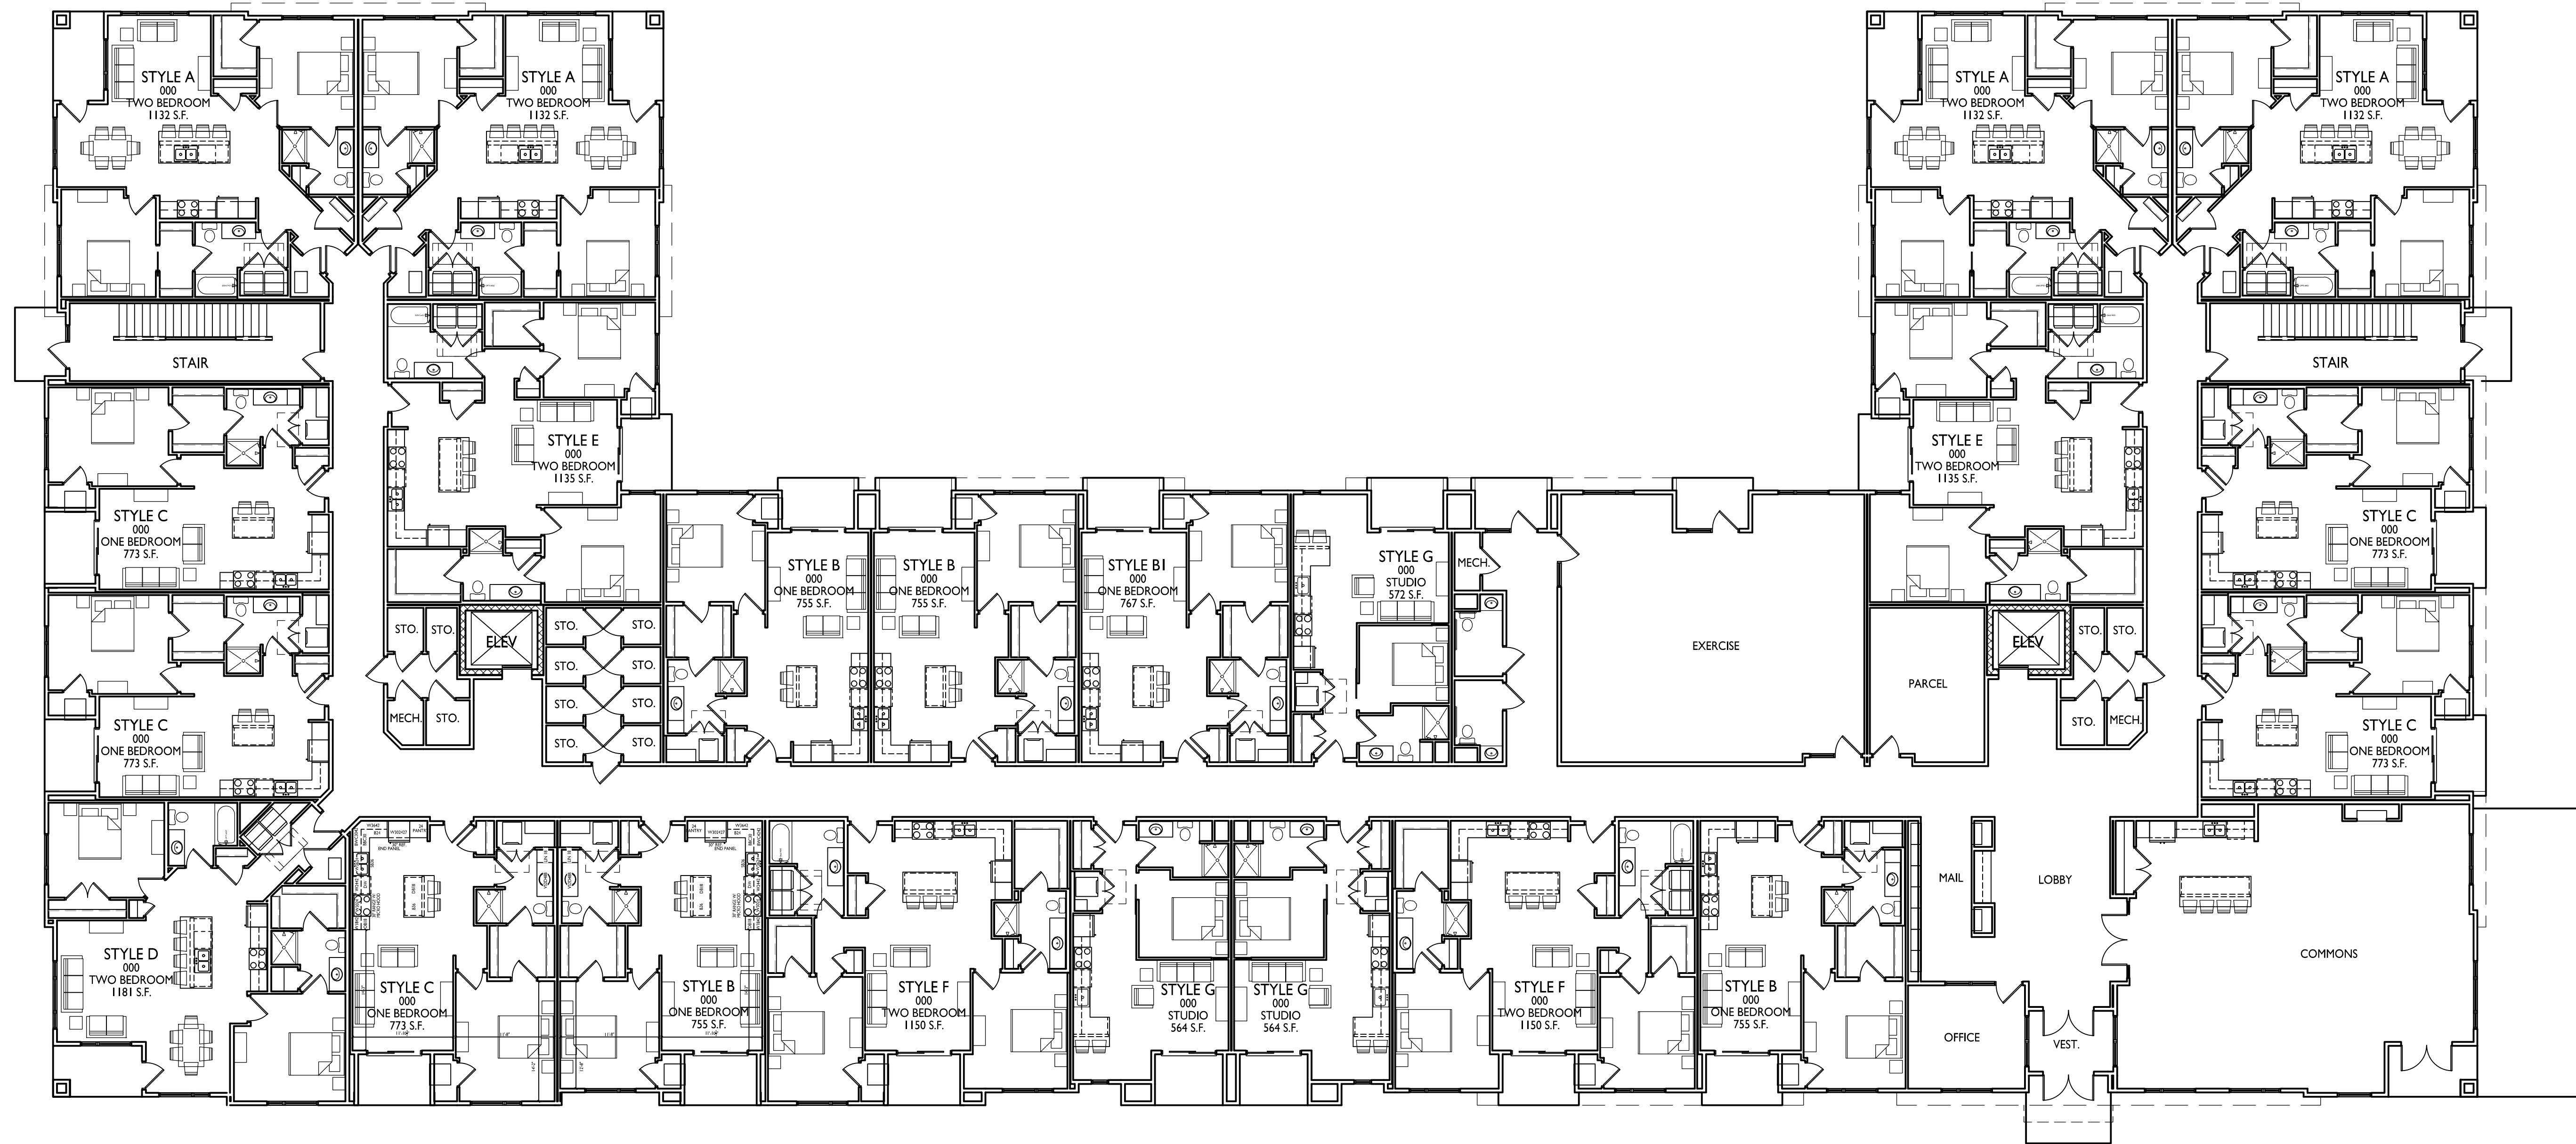 STYLE A
000
TWO BEDROOM
1132 S.F.
STYLE A
000
TWO BEDROOM
1132 S.F.
STYLE A
000
TWO BEDROOM
1132 S.F.
STYLE A
000
TWO BEDROOM
1132 S.F.
STAIR
STAIR
STYLE E
000
TWO BEDROOM
1135 S.F.
STYLE E
000
TWO BEDROOM
1135 S.F.
STYLE C
000
ONE BEDROOM
773 S.F.
STYLE B
000
ONE BEDROOM
755 S.F.
STYLE B
000
ONE BEDROOM
755 S.F.
STYLE B1
000
ONE BEDROOM
767 S.F.
STYLE G
000
STUDIO
572 S.F.
MECH.
STYLE C
000
ONE BEDROOM
773 S.F.
STO.
STO.
ELEV
STO.
STO.
STO.
STO.
STO.
STO.
STO.
STO.
MECH.
STO.
EXERCISE
PARCEL
ELEV
STO.
STO.
STO.
MECH.
STYLE C
000
ONE BEDROOM
773 S.F.
STYLE C
000
ONE BEDROOM
773 S.F.
STYLE D
000
TWO BEDROOM
1181 S.F.
STYLE C
000
ONE BEDROOM
773 S.F.
STYLE B
000
ONE BEDROOM
755 S.F.
STYLE F
000
TWO BEDROOM
1150 S.F.
STYLE G
000
STUDIO
564 S.F.
STYLE G
000
STUDIO
564 S.F.
STYLE F
000
TWO BEDROOM
1150 S.F.
STYLE B
000
ONE BEDROOM
755 S.F.
MAIL
LOBBY
OFFICE
VEST.
COMMONS